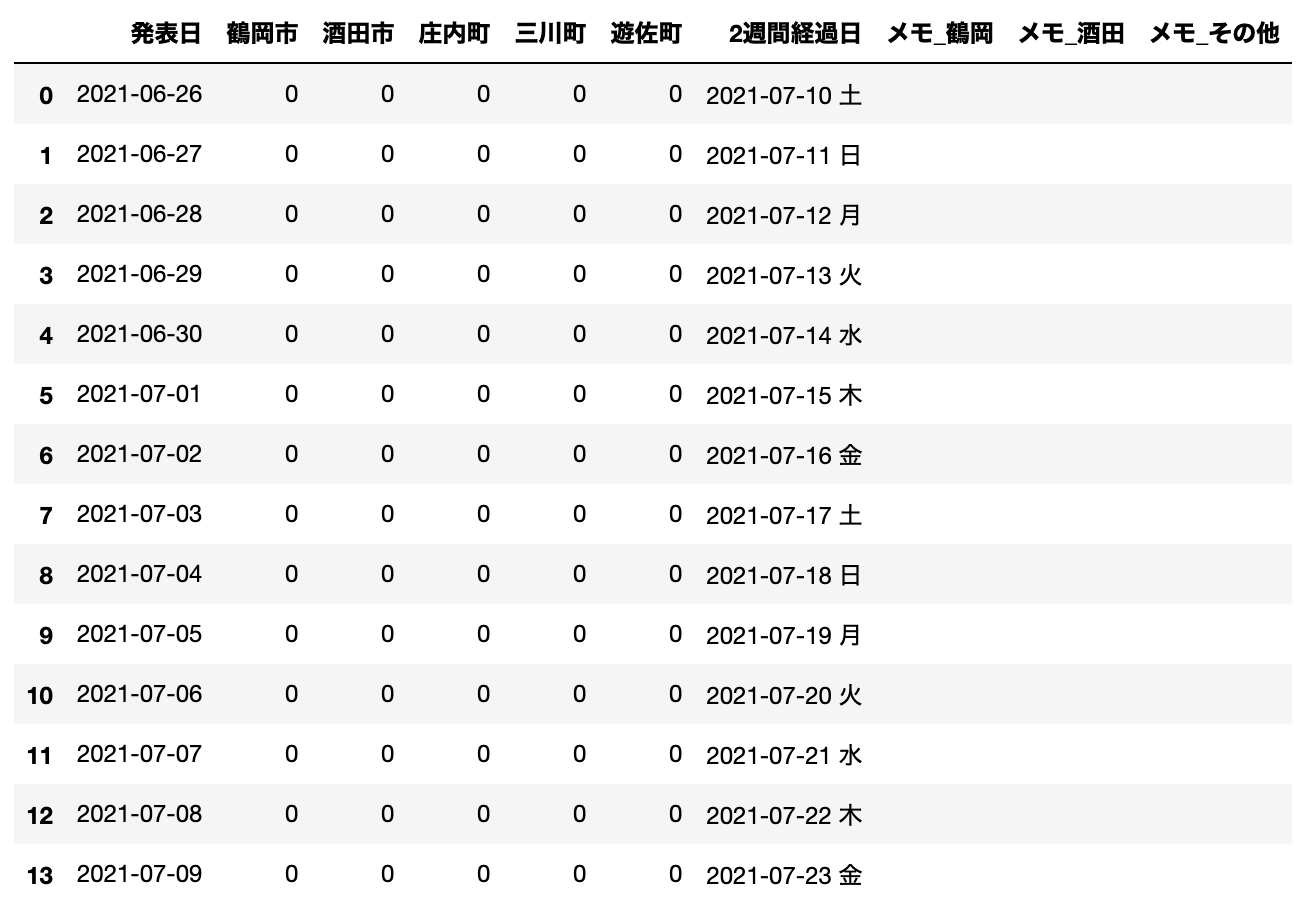 発表日 鶴岡市 酒田市 庄内町 三川町 遊佐町 2週間経過日 メモ_鶴岡 メモ_酒田 メモ_その他
0 2021-06-26 0 0 0 0 0 2021-07-10 土
1 2021-06-27 0 0 0 0 0 2021-07-11 日
2 2021-06-28 0 0 0 0 0 2021-07-12 月
3 2021-06-29 0 0 0 0 0 2021-07-13 火
4 2021-06-30 0 0 0 0 0 2021-07-14 水
5 2021-07-01 0 0 0 0 0 2021-07-15 木
6 2021-07-02 0 0 0 0 0 2021-07-16 金
7 2021-07-03 0 0 0 0 0 2021-07-17 土
8 2021-07-04 0 0 0 0 0 2021-07-18 日
9 2021-07-05 0 0 0 0 0 2021-07-19 月
10 2021-07-06 0 0 0 0 0 2021-07-20 火
11 2021-07-07 0 0 0 0 0 2021-07-21 水
12 2021-07-08 0 0 0 0 0 2021-07-22 木
13 2021-07-09 0 0 0 0 0 2021-07-23 金